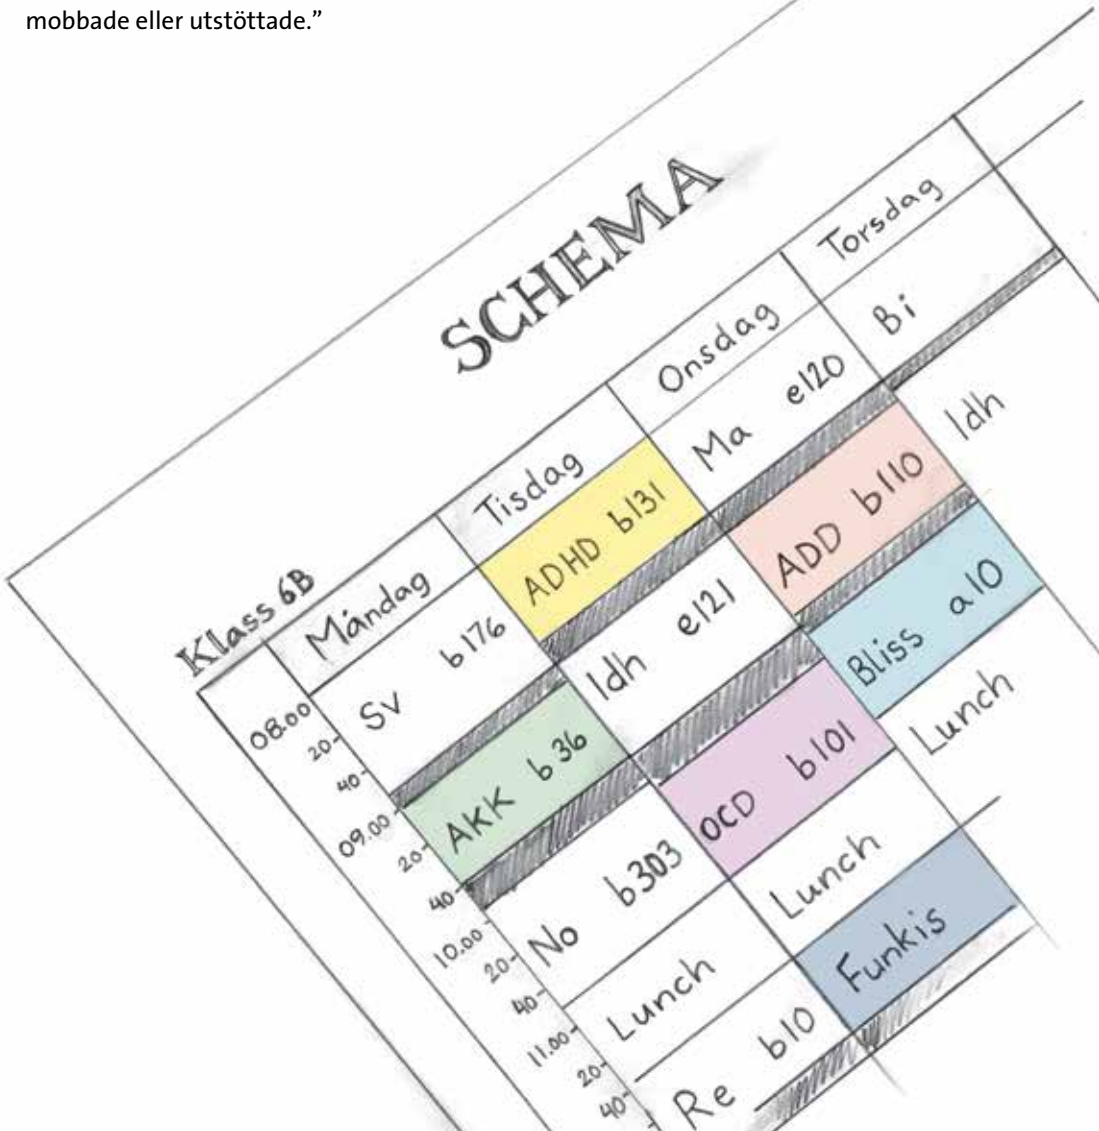 mobbade eller utstöttade.”
SCHEMA
Klass 6B
08.00
20-
40-
09.00-
20-
40-
10.00-
20-
40-
11.00-
20-
40-
Måndag
Sv b176
AKK b36
No b303
Lunch
Re b10
Tisdag
ADHD b131
Idh e121
OCD b101
Lunch
Funkis
Onsdag
Ma e120
ADD b110
Bliss a10
Lunch
Torsdag
Bi
Idh